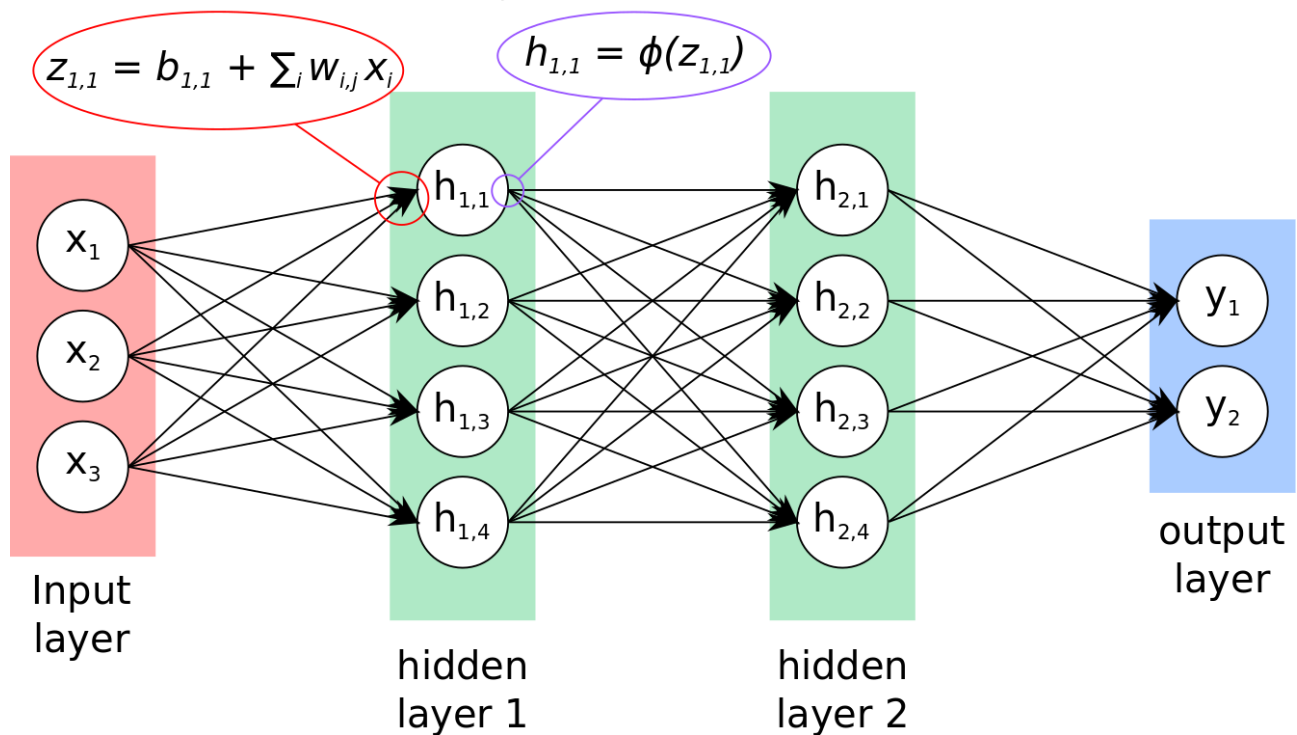 z1,1 = b1,1 + ∑i wi,j xi
h1,1 = ϕ(z1,1)
x1
x2
x3
h1,1
h1,2
h1,3
h1,4
h2,1
h2,2
h2,3
h2,4
y1
y2
Input
layer
hidden
layer 1
hidden
layer 2
output
layer